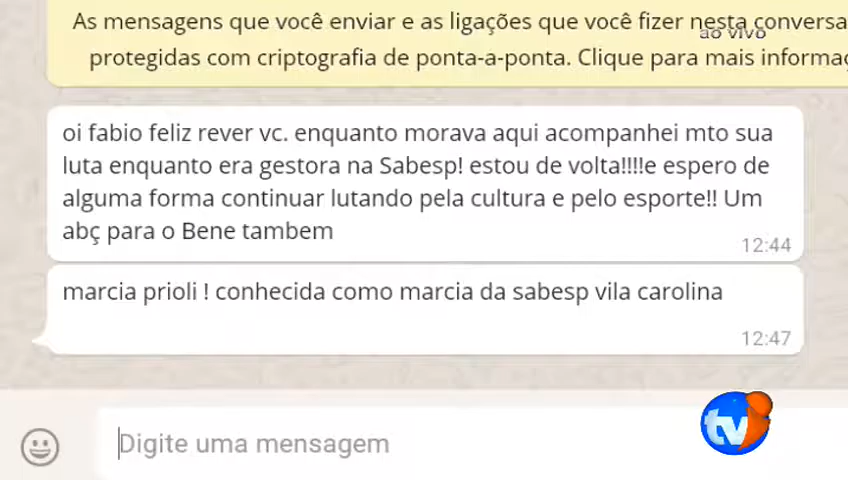 As mensagens que você enviar e as ligações que você fizer nesta conversa
ao vivo
protegidas com criptografia de ponta-a-ponta. Clique para mais
oi fabio feliz rever vc. enquanto morava aqui acompanhei mto sua
luta enquanto era gestora na Sabesp! estou de volta!!!!e espero de
alguma forma continuar lutando pela cultura e pelo esporte!! Um
abç para o Bene tambem
12:44
marcia prioli ! conhecida como marcia da sabesp vila carolina
12:47
Digite uma mensagem
tv